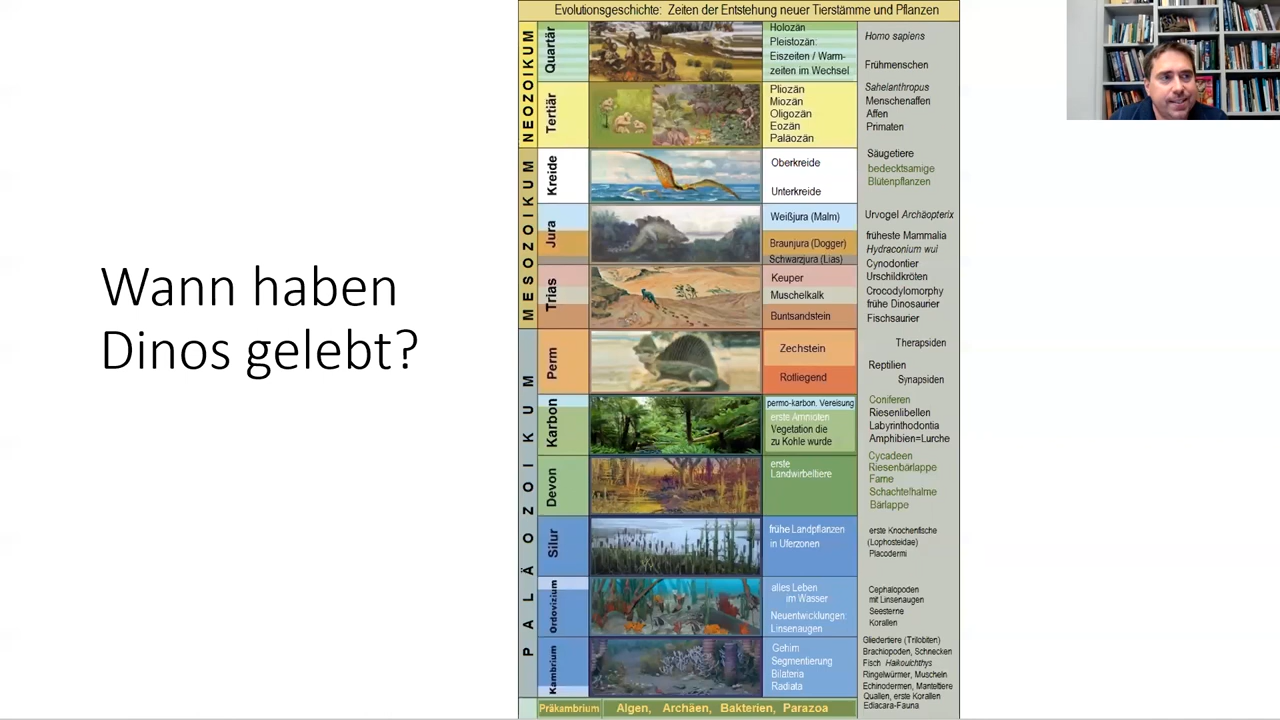 Wann haben
Dinos gelebt?
Evolutionsgeschichte: Zeiten der Entstehung neuer Tierstämme und Pflanzen
NEOZOIKUM
Quartär
Holozän
Pleistozän:
Eiszeiten / Warm-
zeiten im Wechsel
Homo sapiens
Frühmenschen
Tertiär
Pliozän
Miozän
Oligozän
Eozän
Paläozän
Sahelanthropus
Menschenaffen
Affen
Primaten
MESOZOIKUM
Kreide
Oberkreide
Unterkreide
Säugetiere
bedecktsamige
Blütenpflanzen
Jura
Weißjura (Malm)
Braunjura (Dogger)
Schwarzjura (Lias)
Urvogel Archäopterix
früheste Mammalia
Hydraconium wui
Cynodontier
Urschildkröten
Trias
Keuper
Muschelkalk
Buntsandstein
Crocodylomorphy
frühe Dinosaurier
Fischsaurier
PALÄOZOIKUM
Perm
Zechstein
Rotliegend
Therapsiden
Reptilien
Synapsiden
Karbon
permo-karbon. Vereisung
erste Amnioten
Vegetation die
zu Kohle wurde
Coniferen
Riesenlibellen
Labyrinthodontia
Amphibien=Lurche
Devon
erste
Landwirbeltiere
Cycadeen
Riesenbärlappe
Farne
Schachtelhalme
Bärlappe
Silur
frühe Landpflanzen
in Uferzonen
erste Knochenfische
(Lophosteidae)
Placodermi
Ordovizium
alles Leben
im Wasser
Neuentwicklungen:
Linsenaugen
Cephalopoden
mit Linsenaugen
Seesterne
Korallen
Kambrium
Gehirn
Segmentierung
Bilateria
Radiata
Gliedertiere (Trilobiten)
Brachiopoden, Schnecken
Fisch Haikouichthys
Ringelwürmer, Muscheln
Echinodermen, Manteltiere
Quallen, erste Korallen
Ediacara-Fauna
Präkambrium
Algen, Archäen, Bakterien, Parazoa